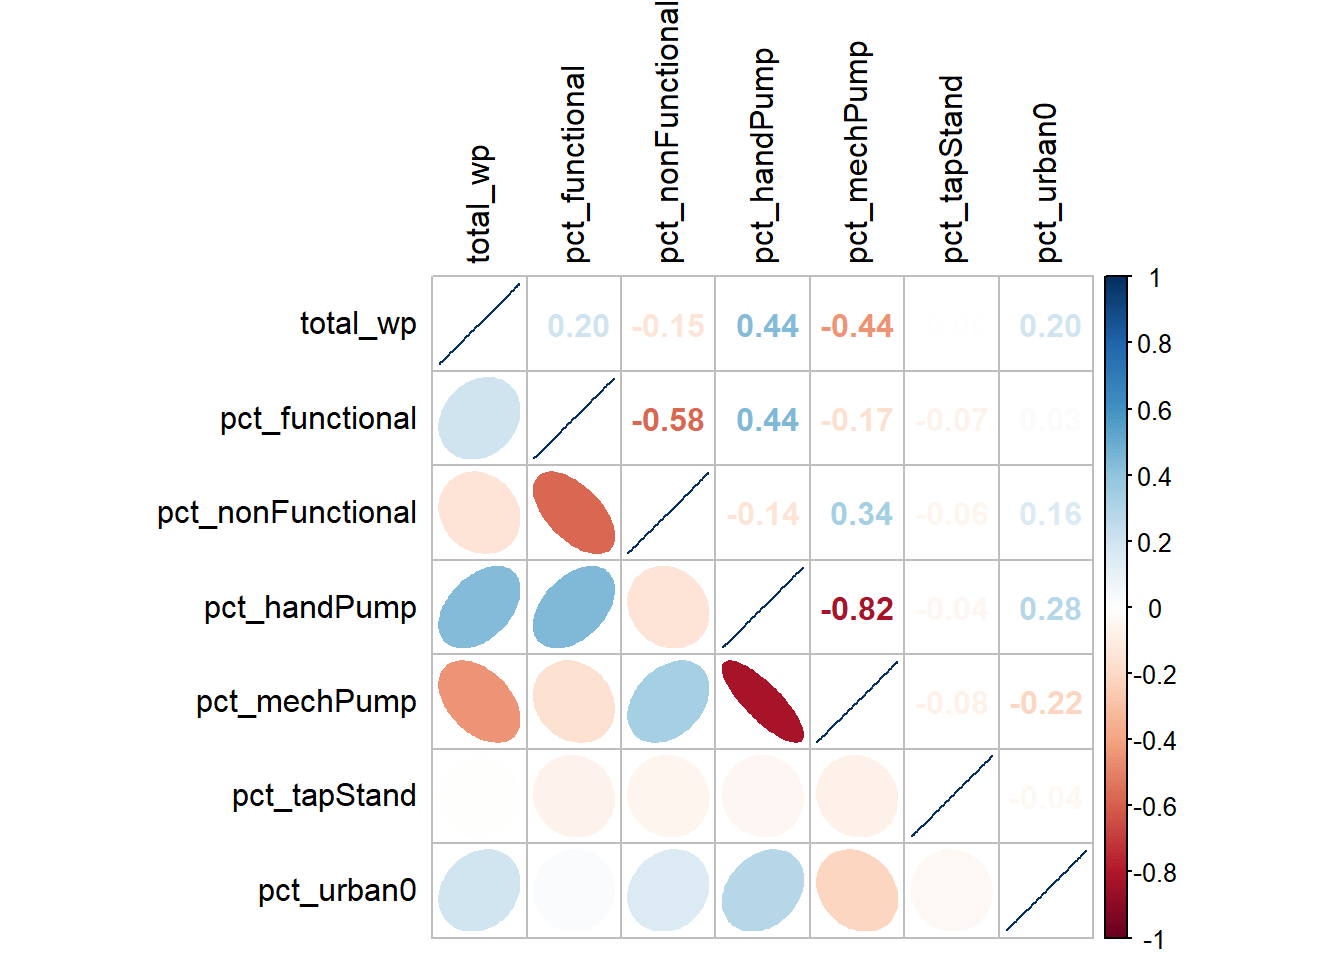 total_wp
pct_functional
pct_nonFunctional
pct_handPump
pct_mechPump
pct_tapStand
pct_urban0
total_wp 0.20 -0.15 0.44 -0.44 0.20
pct_functional -0.58 0.44 -0.17 -0.07 0.03
pct_nonFunctional -0.14 0.34 -0.06 0.16
pct_handPump -0.82 -0.04 0.28
pct_mechPump -0.08 -0.22
pct_tapStand -0.04
pct_urban0
1
0.8
0.6
0.4
0.2
0
-0.2
-0.4
-0.6
-0.8
-1